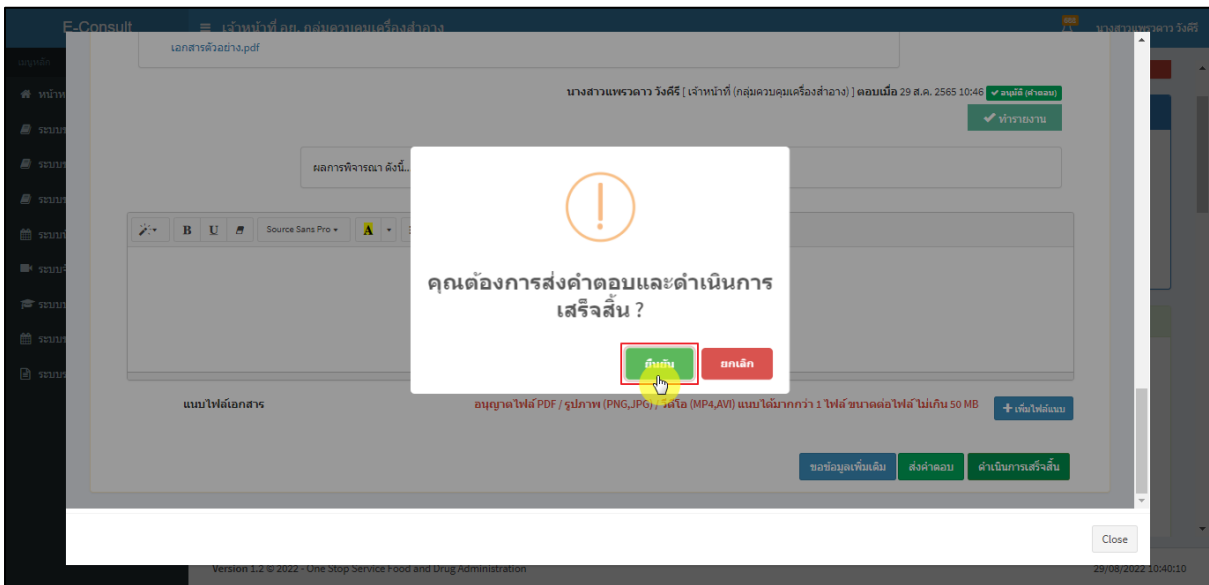 E-Consult
เจ้าหน้าที่ อย. กลุ่มควบคุมเครื่องสำอาง
นางสาวแพรวดาว วังคีรี
เอกสารตัวอย่าง.pdf
เมนูหลัก
นางสาวแพรวดาว วังคีรี [ เจ้าหน้าที่ (กลุ่มควบคุมเครื่องสำอาง) ] ตอบเมื่อ 29 ส.ค. 2565 10:46 อนุมัติ (คำตอบ)
ทำรายงาน
ผลการพิจารณา ดังนี้..
B U Source Sans Pro A
คุณต้องการส่งคำตอบและดำเนินการ
เสร็จสิ้น ?
ยืนยัน ยกเลิก
แนบไฟล์เอกสาร
อนุญาตไฟล์ PDF / รูปภาพ (PNG,JPG) / วีดีโอ (MP4,AVI) แนบได้มากกว่า 1 ไฟล์ ขนาดต่อไฟล์ ไม่เกิน 50 MB
เพิ่มไฟล์แนบ
ขอข้อมูลเพิ่มเติม ส่งคำตอบ ดำเนินการเสร็จสิ้น
Close
Version 1.2 © 2022 - One Stop Service Food and Drug Administration
29/08/2022 10:40:10